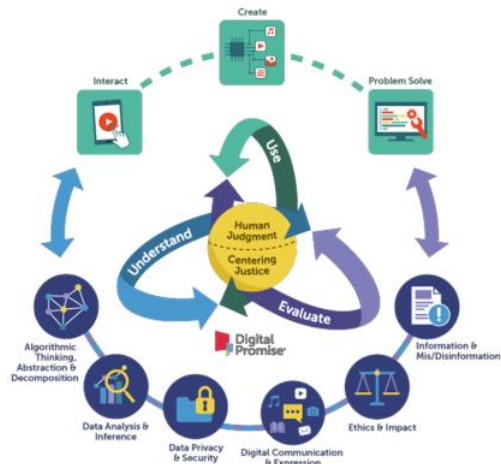 Create
Interact
Problem Solve
Use
Understand
Human
Judgment
Centering
Justice
Evaluate
Digital
Promise
Algorithmic
Thinking,
Abstraction &
Decomposition
Data Analysis &
Inference
Data Privacy
& Security
Digital Communication
& Expression
Ethics & Impact
Information &
Mis/Disinformation